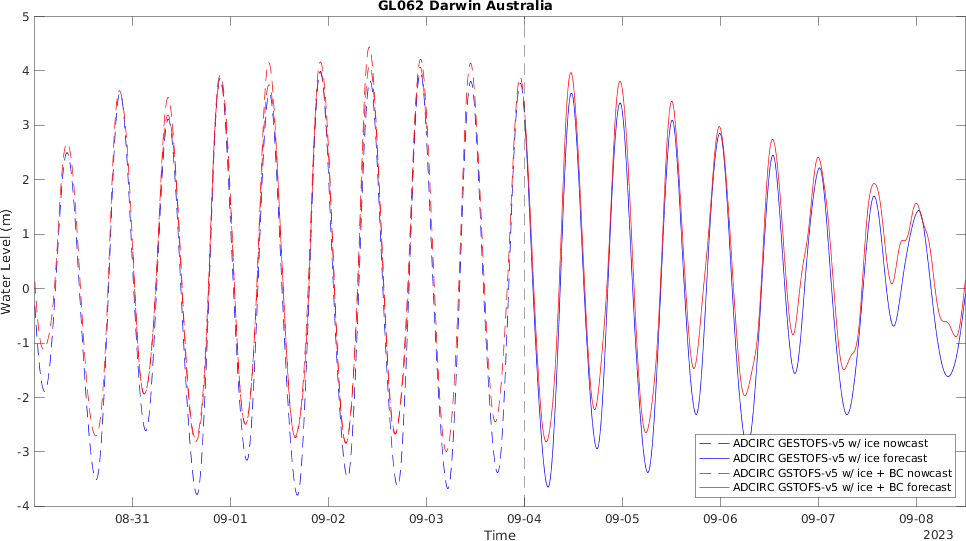 GL062 Darwin Australia
5
4
3
2
1
0
-1
-2
-3
-4
Water Level (m)
08-31
09-01
09-02
09-03
09-04
09-05
09-06
09-07
09-08
Time
2023
ADCIRC GESTOFS-v5 w/ ice nowcast
ADCIRC GESTOFS-v5 w/ ice forecast
ADCIRC GSTOFS-v5 w/ ice + BC nowcast
ADCIRC GSTOFS-v5 w/ ice + BC forecast